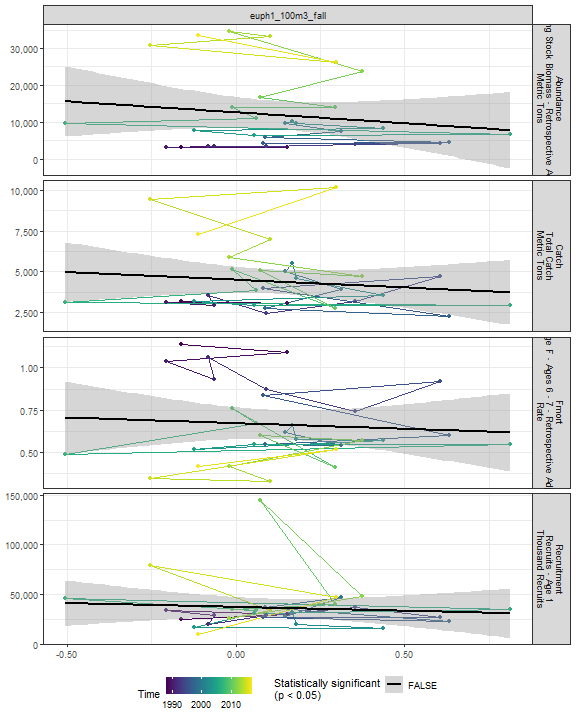 euph1_100m3_fall
30,000
20,000
10,000
0
Abundance
Stock Biomass - Retrospective
Metric Tons
10,000
7,500
5,000
2,500
Catch
Total Catch
Metric Tons
1.00
0.75
0.50
Fmort
F - Ages 6 - 7 - Retrospective
Rate
150,000
100,000
50,000
0
Recruitment
Recruits - Age 1
Thousand Recruits
-0.50
0.00
0.50
Time
1990
2000
2010
Statistically significant
(p < 0.05)
FALSE